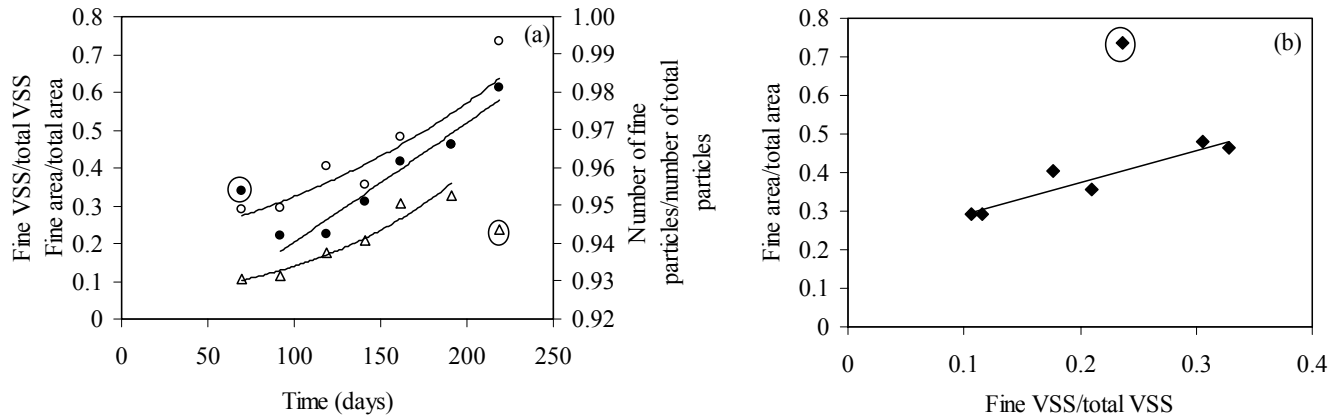 (a)
Fine VSS/total VSS
Fine area/total area
0.8
0.7
0.6
0.5
0.4
0.3
0.2
0.1
0
1.00
0.99
0.98
0.97
0.96
0.95
0.94
0.93
0.92
Number of fine
particles/number of total
particles
0 50 100 150 200 250
Time (days)
(b)
Fine area/total area
0.8
0.7
0.6
0.5
0.4
0.3
0.2
0.1
0
0 0.1 0.2 0.3 0.4
Fine VSS/total VSS